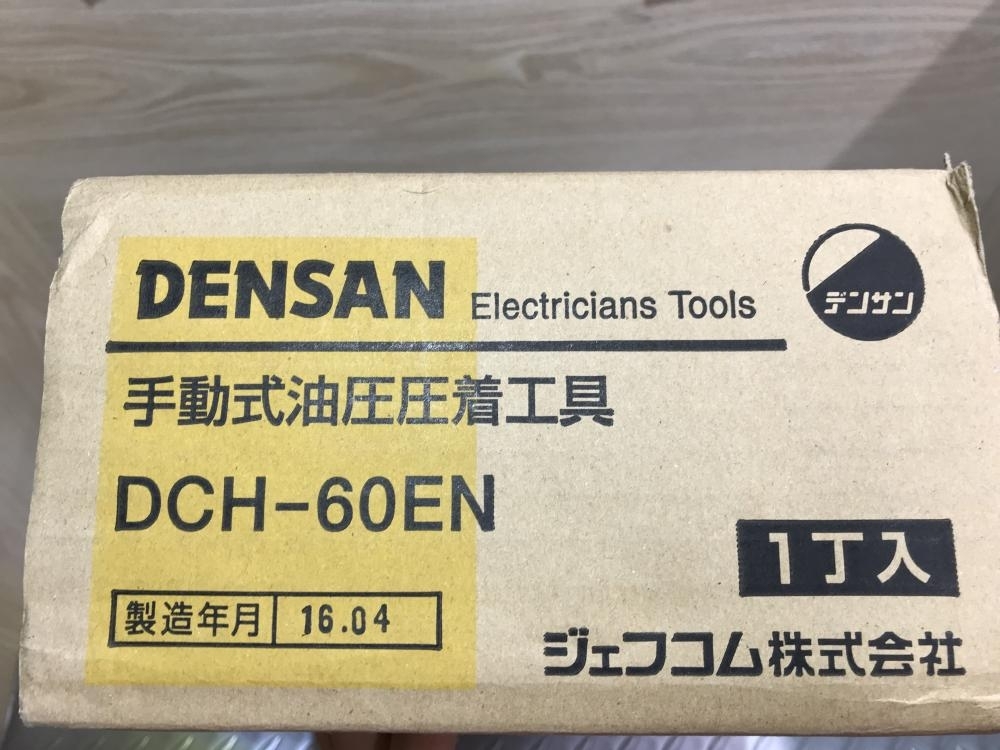 DENSAN Electricians Tools
デンサン
手動式油圧圧着工具
DCH-60EN
1丁入
製造年月 16.04
ジェフコム株式会社